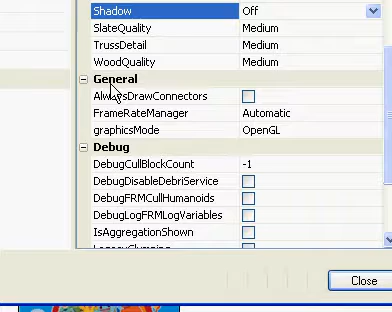 Shadow Off
SlateQuality Medium
TrussDetail Medium
WoodQuality Medium
General
AlwaysDrawConnectors
FrameRateManager Automatic
graphicsMode OpenGL
Debug
DebugCullBlockCount -1
DebugDisableDebriService
DebugFRMCullHumanoids
DebugLogFRMLogVariables
IsAggregationShown
Close